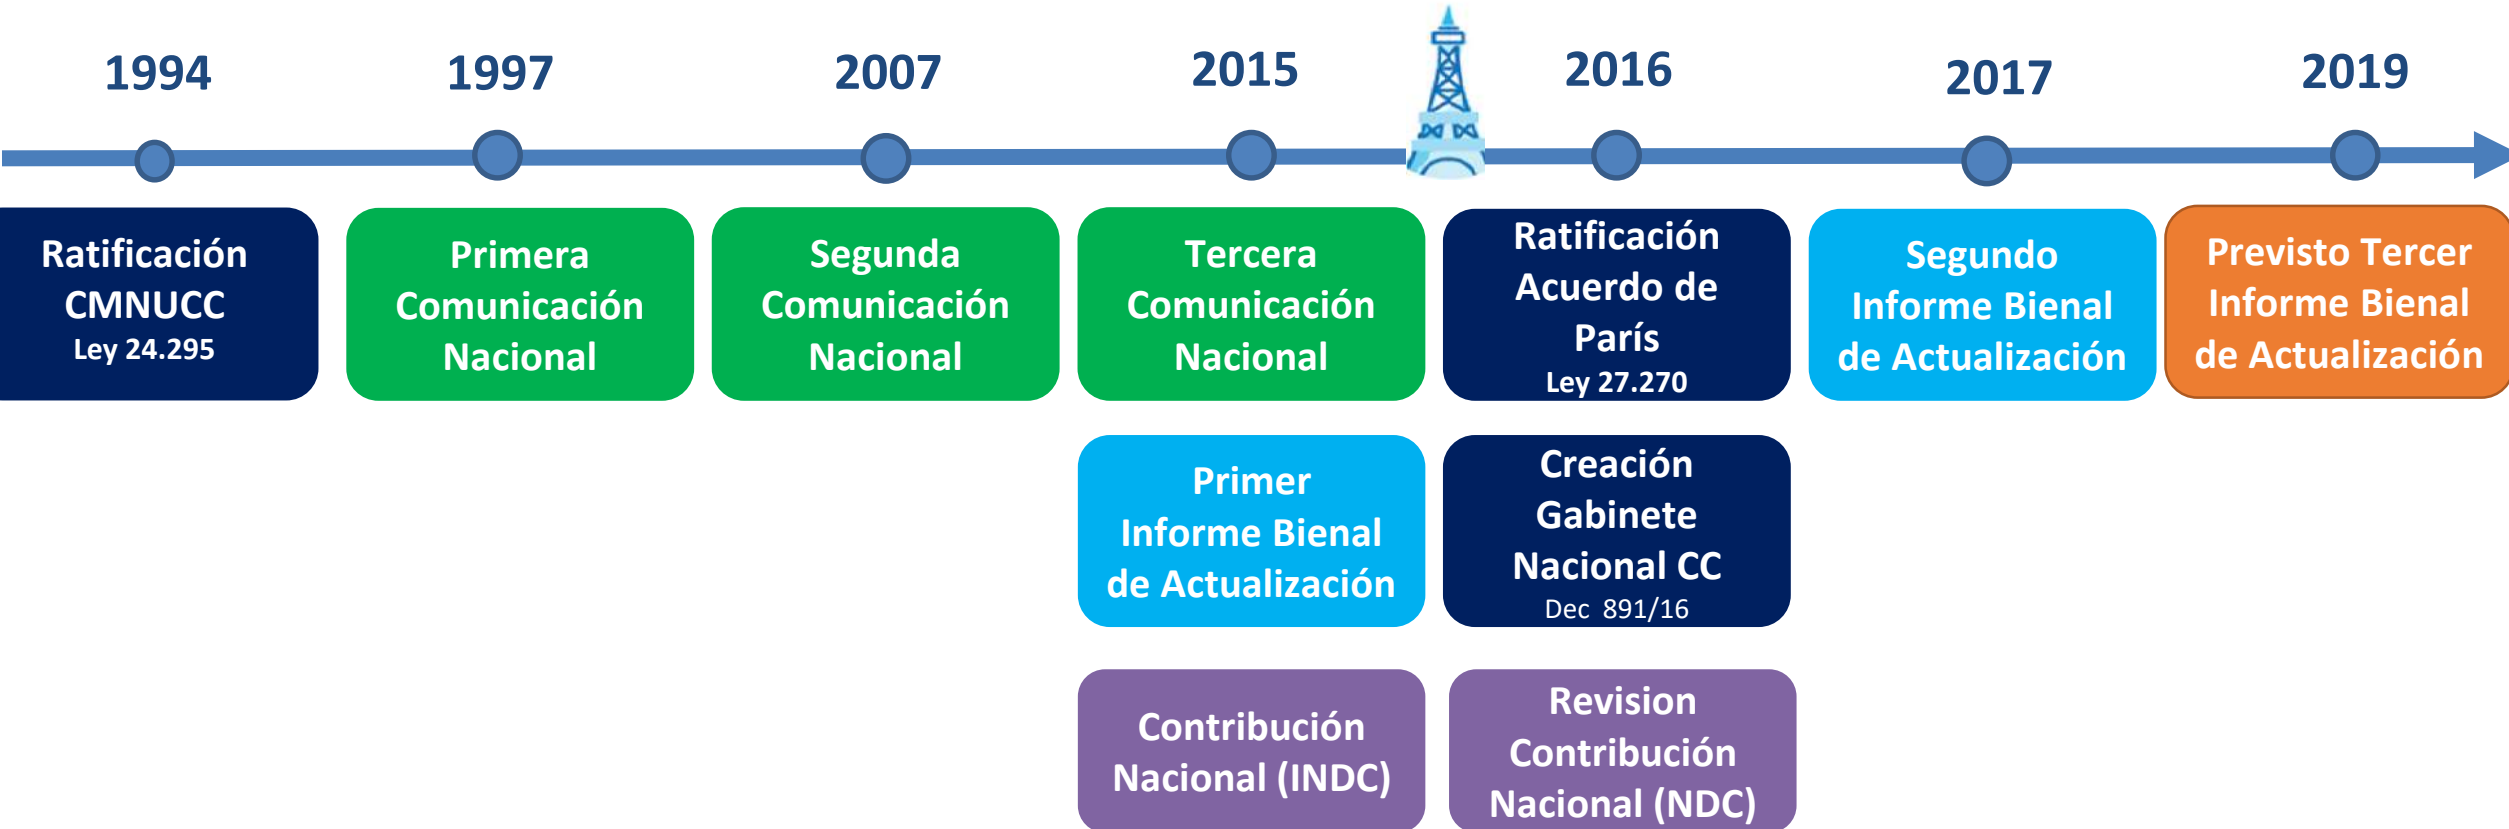 1994
1997
2007
2015
2016
2017
2019
Ratificación
CMNUCC
Ley 24.295
Primera
Comunicación
Nacional
Segunda
Comunicación
Nacional
Tercera
Comunicación
Nacional
Ratificación
Acuerdo de
París
Ley 27.270
Segundo
Informe Bienal
de Actualización
Previsto Tercer
Informe Bienal
de Actualización
Primer
Informe Bienal
de Actualización
Creación
Gabinete
Nacional CC
Dec 891/16
Contribución
Nacional (INDC)
Revision
Contribución
Nacional (NDC)